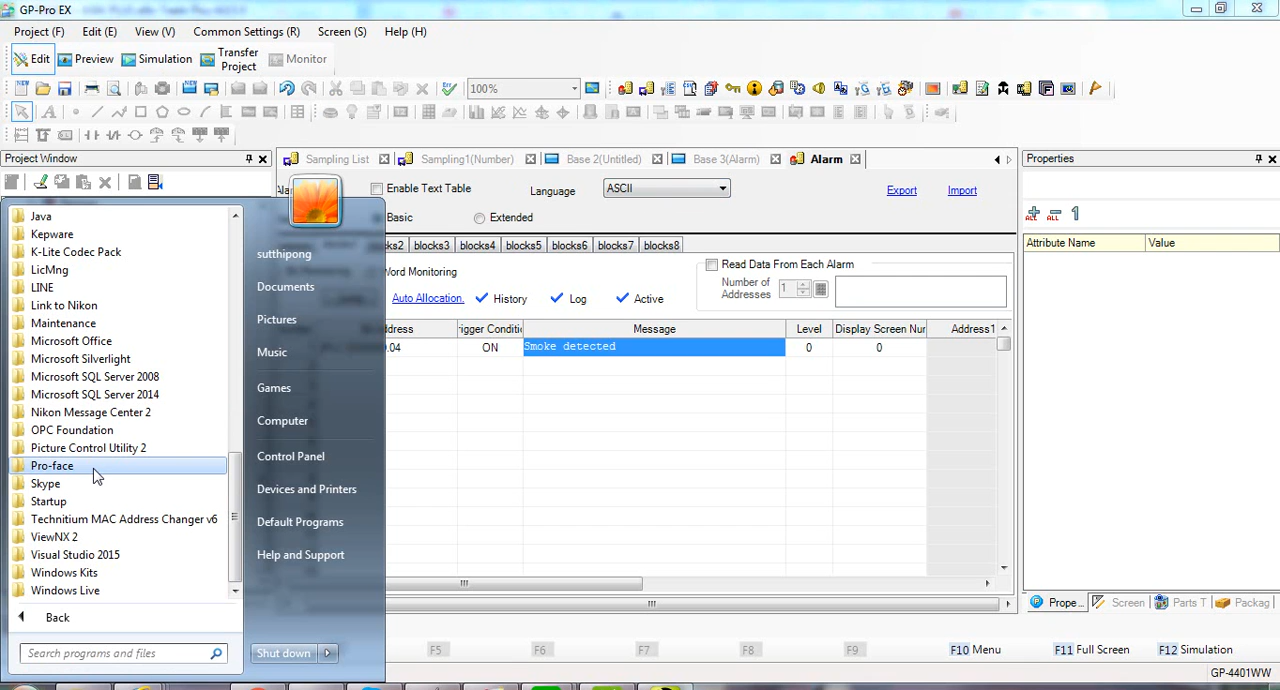 GP-Pro EX
Project (F) Edit (E) View (V) Common Settings (R) Screen (S) Help (H)
Edit Preview Simulation Transfer Project Monitor
100%
Project Window
Sampling List Sampling1(Number) Base 2(Untitled) Base 3(Alarm) Alarm
Properties
Enable Text Table Language ASCII Export Import
Basic Extended
blocks3 blocks4 blocks5 blocks6 blocks7 blocks8
Word Monitoring
Read Data From Each Alarm
Number of Addresses 1
Auto Allocation. History Log Active
Message Level Display Screen Nur Address1
.04 ON Smoke detected 0 0
Attribute Name Value
ALL ALL 1
Java
Kepware
K-Lite Codec Pack
LicMng
LINE
Link to Nikon
Maintenance
Microsoft Office
Microsoft Silverlight
Microsoft SQL Server 2008
Microsoft SQL Server 2014
Nikon Message Center 2
OPC Foundation
Picture Control Utility 2
Pro-face
Skype
Startup
Technitium MAC Address Changer v6
ViewNX 2
Visual Studio 2015
Windows Kits
Windows Live
Back
Search programs and files
sutthipong
Documents
Pictures
Music
Games
Computer
Control Panel
Devices and Printers
Default Programs
Help and Support
Shut down
Prope... Screen Parts T Packag
F5 F6 F7 F8 F9 F10 Menu F11 Full Screen F12 Simulation
GP-4401WW